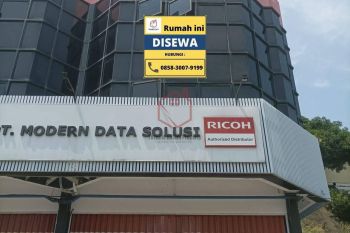 Rumah ini
DISEWA
HUBUNGI :
0858-3007-9199
PT. MODERN DATA SOLUSI
RICOH
Authorized Distributor